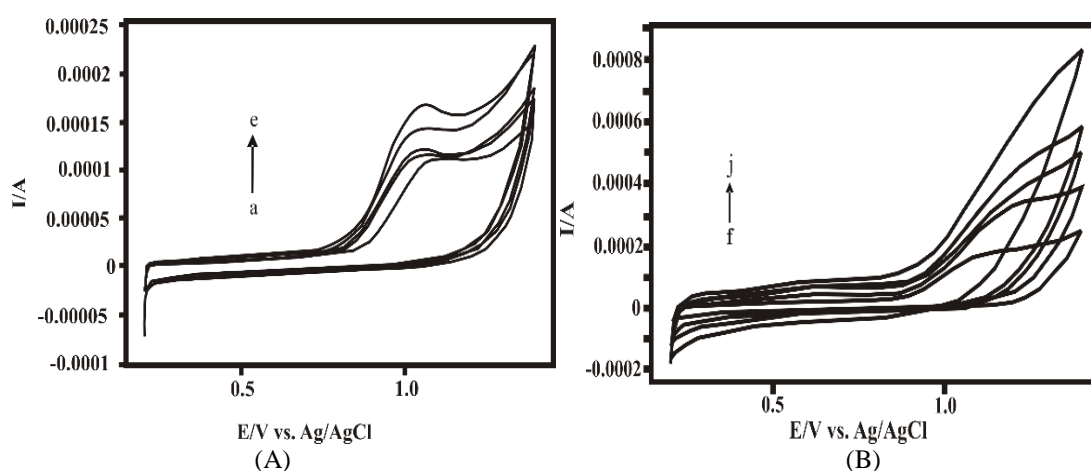 0.00025
0.0002
0.00015
0.0001
0.00005
0
-0.00005
-0.0001
I/A
e
a
0.5
1.0
E/V vs. Ag/AgCl
(A)
0.0008
0.0006
0.0004
0.0002
0
-0.0002
I/A
j
f
0.5
1.0
E/V vs. Ag/AgCl
(B)